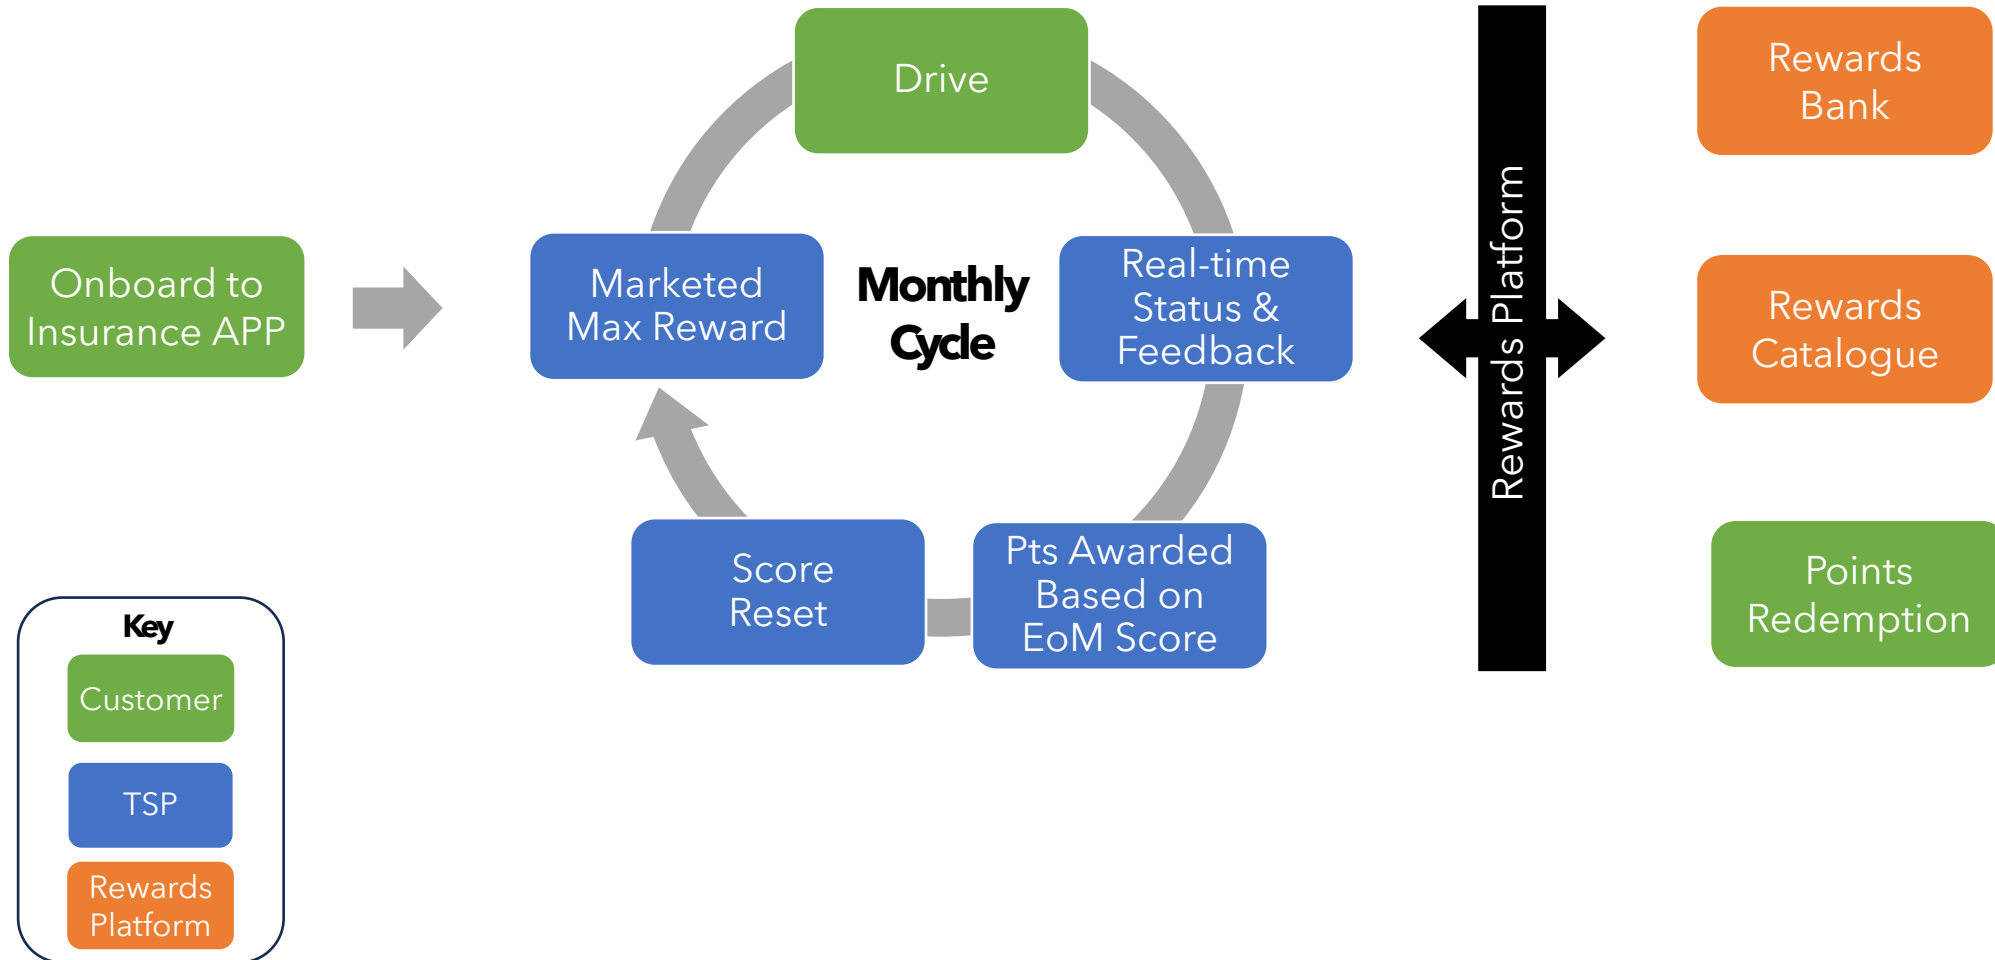 Drive
Rewards
Bank
Onboard to
Insurance APP
Marketed
Max Reward
Monthly
Cycle
Real-time
Status &
Feedback
Rewards Platform
Rewards
Catalogue
Score
Reset
Pts Awarded
Based on
EoM Score
Points
Redemption
Key
Customer
TSP
Rewards
Platform